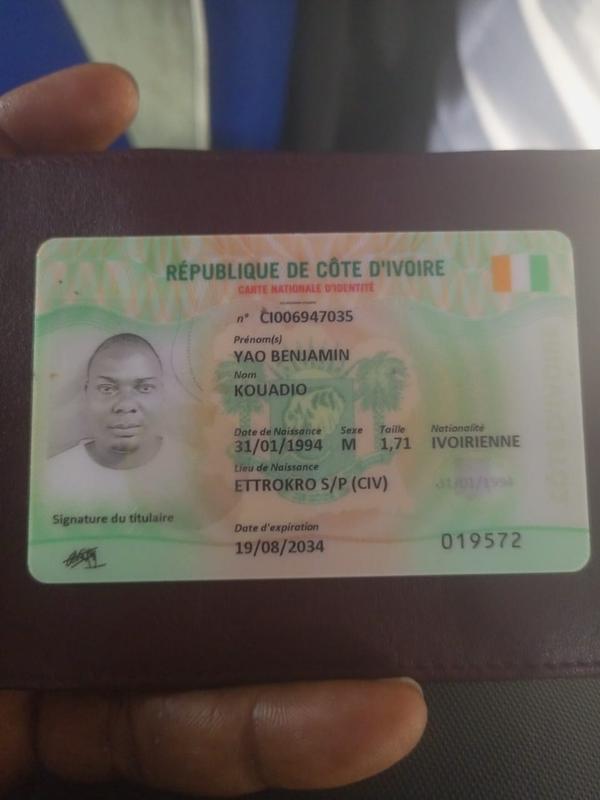 RÉPUBLIQUE DE CÔTE D'IVOIRE
CARTE NATIONALE D'IDENTITÉ
n° CI006947035
Prénom(s)
YAO BENJAMIN
Nom
KOUADIO
Date de Naissance Sexe Taille Nationalité
31/01/1994 M 1,71 IVOIRIENNE
Lieu de Naissance
ETTROKRO S/P (CIV)
31/01/1994
Signature du titulaire
Date d'expiration
19/08/2034
019572